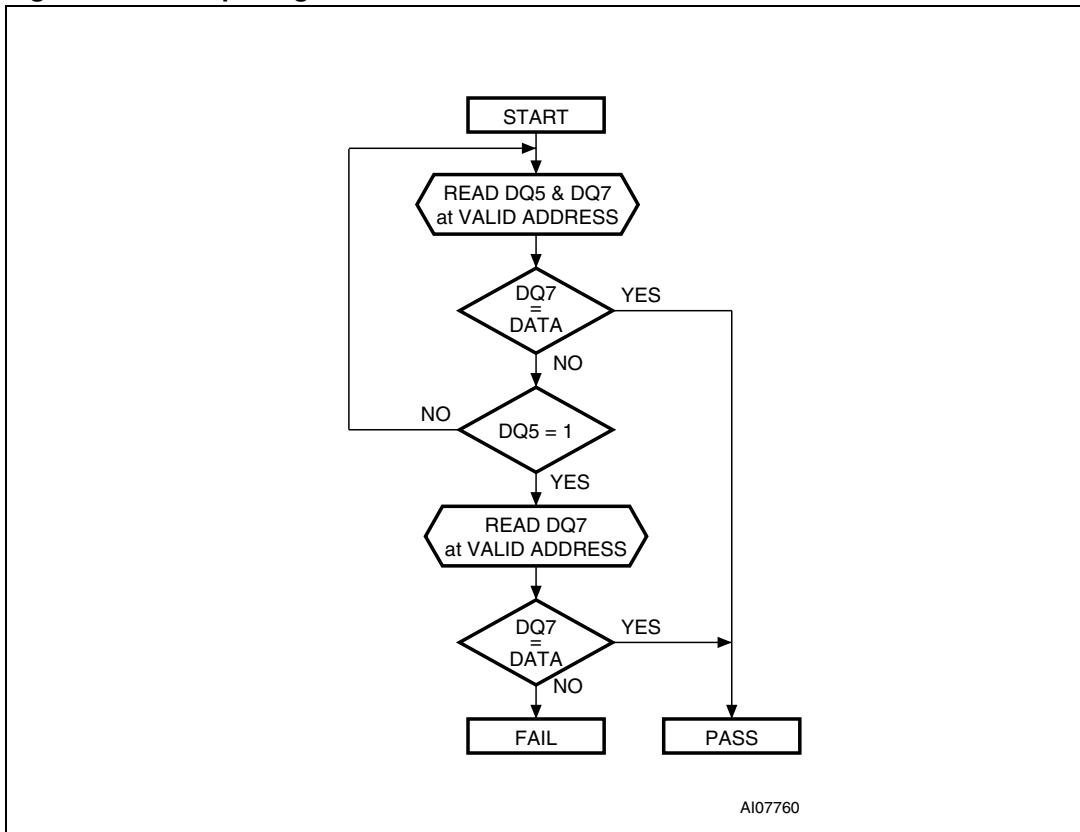 START
READ DQ5 & DQ7
at VALID ADDRESS
DQ7
=
DATA
YES
NO
DQ5 = 1
NO
YES
READ DQ7
at VALID ADDRESS
DQ7
=
DATA
YES
NO
FAIL
PASS
AI07760